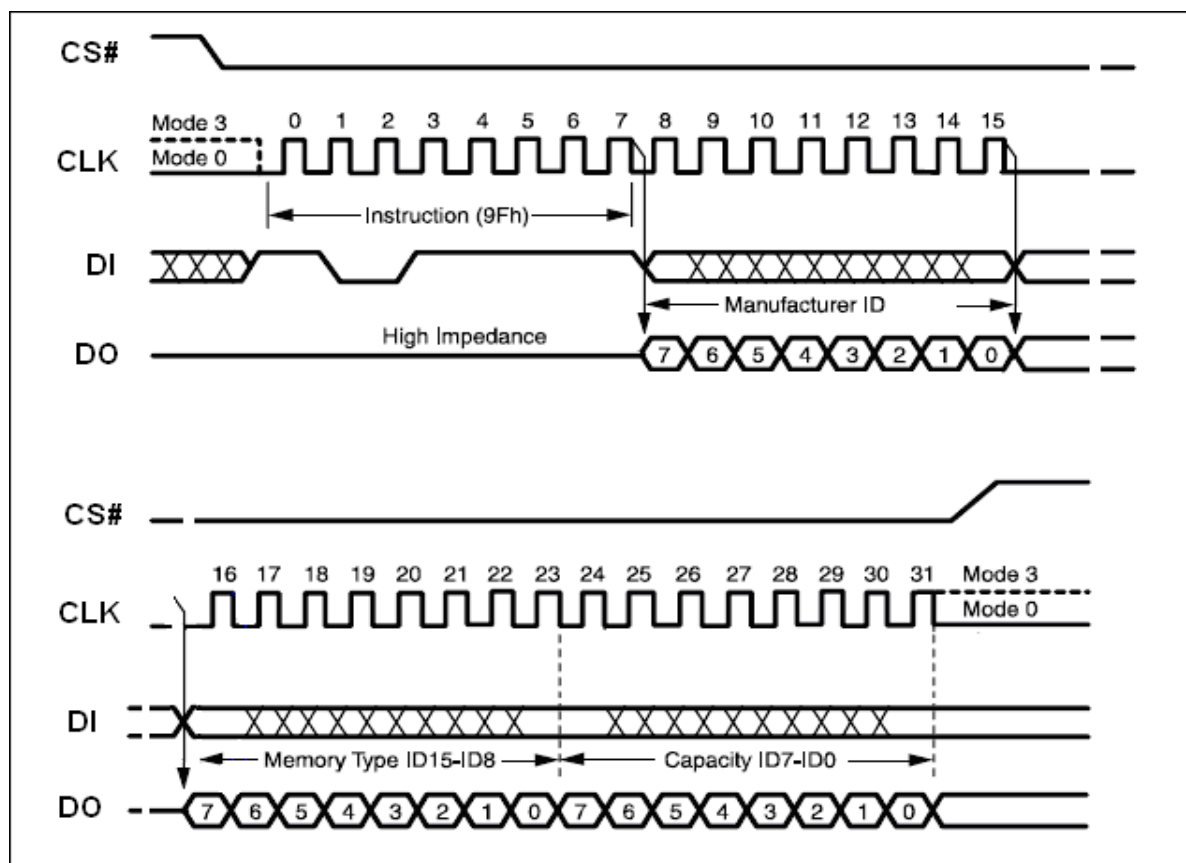 CS#
Mode 3
0 1 2 3 4 5 6 7 8 9 10 11 12 13 14 15
CLK
Mode 0
Instruction (9Fh)
DI
Manufacturer ID
High Impedance
DO
7 6 5 4 3 2 1 0
CS#
16 17 18 19 20 21 22 23 24 25 26 27 28 29 30 31
Mode 3
CLK
Mode 0
DI
Memory Type ID15-ID8
Capacity ID7-ID0
DO
7 6 5 4 3 2 1 0 7 6 5 4 3 2 1 0